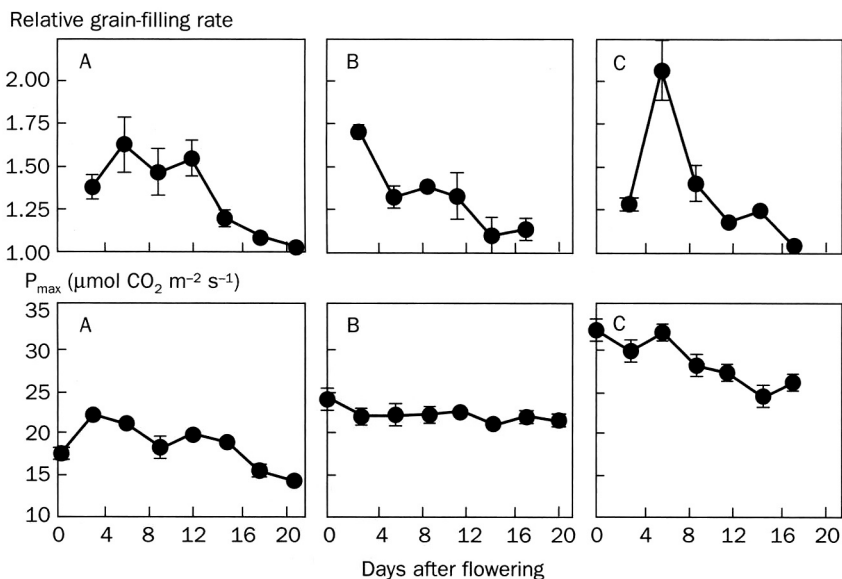 Relative grain-filling rate
A B C
2.00
1.75
1.50
1.25
1.00
Pmax (µmol CO2 m–2 s–1)
A B C
35
30
25
20
15
10
0 4 8 12 16 20 0 4 8 12 16 20 0 4 8 12 16 20
Days after flowering